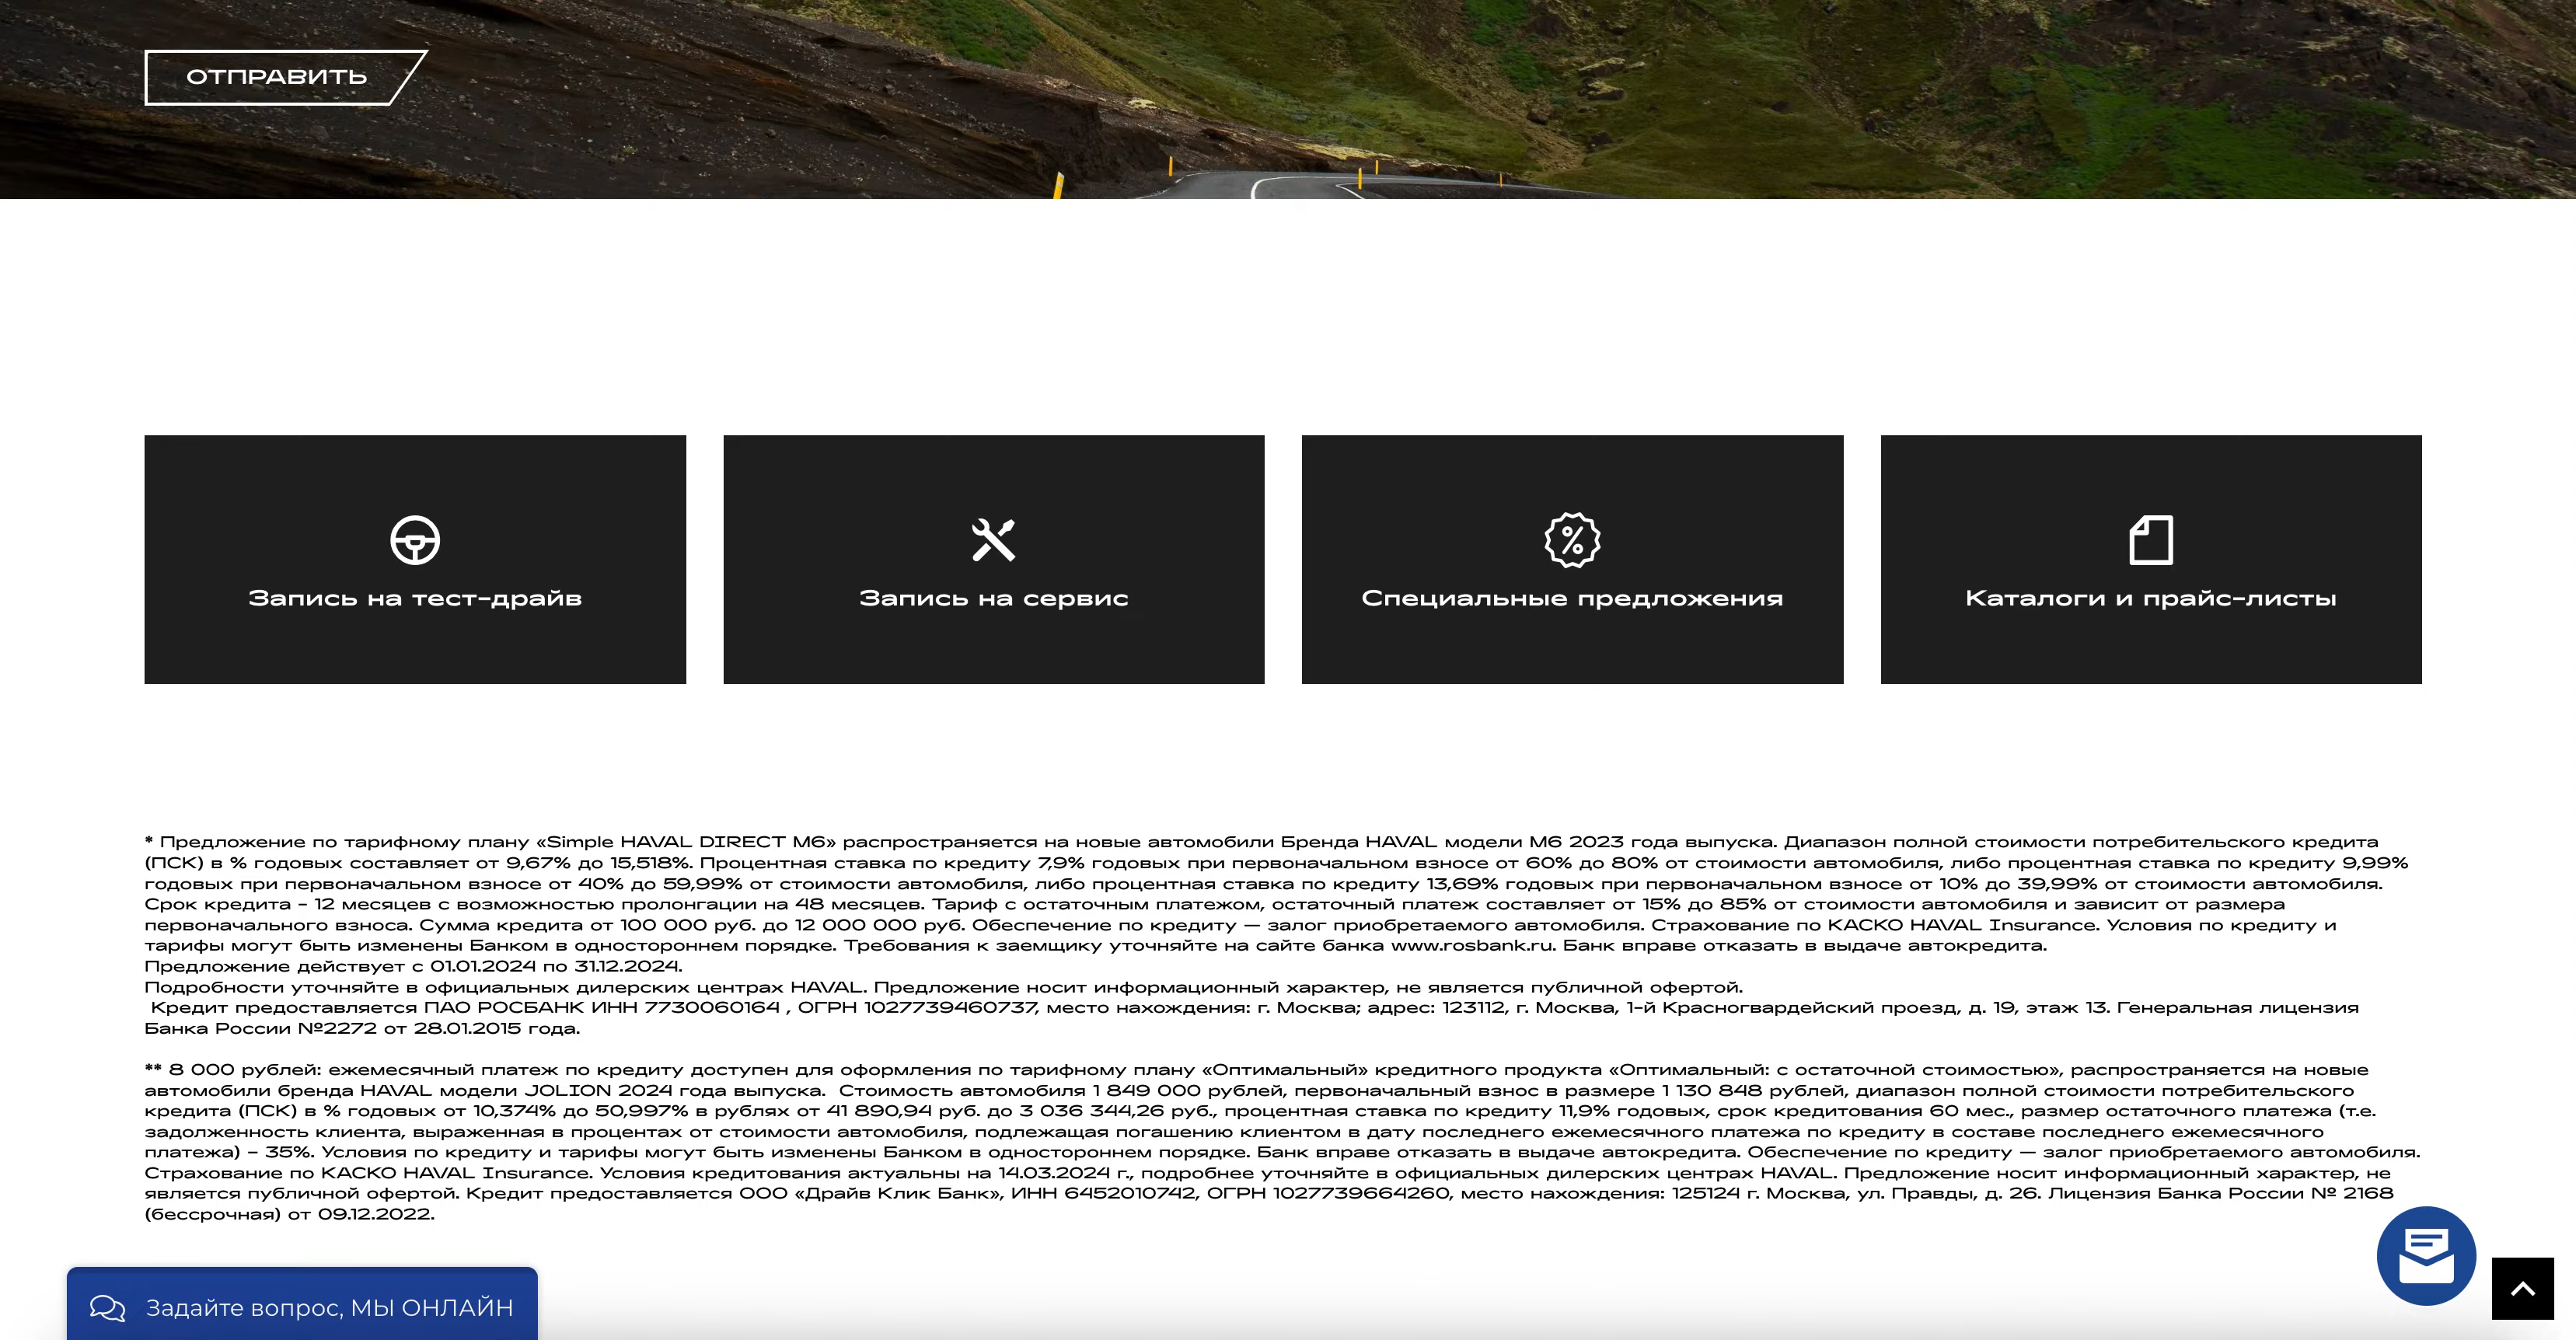 ОТПРАВИТЬ
Запись на тест-драйв
Запись на сервис
Специальные предложения
Каталоги и прайс-листы
* Предложение по тарифному плану «Simple HAVAL DIRECT M6» распространяется на новые автомобили Бренда HAVAL модели M6 2023 года выпуска. Диапазон полной стоимости потребительского кредита
(ПСК) в % годовых составляет от 9,67% до 15,518%. Процентная ставка по кредиту 7,9% годовых при первоначальном взносе от 60% до 80% от стоимости автомобиля, либо процентная ставка по кредиту 9,99%
годовых при первоначальном взносе от 40% до 59,99% от стоимости автомобиля, либо процентная ставка по кредиту 13,69% годовых при первоначальном взносе от 10% до 39,99% от стоимости автомобиля.
Срок кредита - 12 месяцев с возможностью пролонгации на 48 месяцев. Тариф с остаточным платежом, остаточный платеж составляет от 15% до 85% от стоимости автомобиля и зависит от размера
первоначального взноса. Сумма кредита от 100 000 руб. до 12 000 000 руб. Обеспечение по кредиту — залог приобретаемого автомобиля. Страхование по КАСКО HAVAL Insurance. Условия по кредиту и
тарифы могут быть изменены Банком в одностороннем порядке. Требования к заемщику уточняйте на сайте банка www.rosbank.ru. Банк вправе отказать в выдаче автокредита.
Предложение действует с 01.01.2024 по 31.12.2024.
Подробности уточняйте в официальных дилерских центрах HAVAL. Предложение носит информационный характер, не является публичной офертой.
Кредит предоставляется ПАО РОСБАНК ИНН 7730060164 , ОГРН 1027739460737, место нахождения: г. Москва; адрес: 123112, г. Москва, 1-й Красногвардейский проезд, д. 19, этаж 13. Генеральная лицензия
Банка России №2272 от 28.01.2015 года.
** 8 000 рублей: ежемесячный платеж по кредиту доступен для оформления по тарифному плану «Оптимальный» кредитного продукта «Оптимальный: с остаточной стоимостью», распространяется на новые
автомобили бренда HAVAL модели JOLION 2024 года выпуска. Стоимость автомобиля 1 849 000 рублей, первоначальный взнос в размере 1 130 848 рублей, диапазон полной стоимости потребительского
кредита (ПСК) в % годовых от 10,374% до 50,997% в рублях от 41 890,94 руб. до 3 036 344,26 руб., процентная ставка по кредиту 11,9% годовых, срок кредитования 60 мес., размер остаточного платежа (т.е.
задолженность клиента, выраженная в процентах от стоимости автомобиля, подлежащая погашению клиентом в дату последнего ежемесячного платежа по кредиту в составе последнего ежемесячного
платежа) – 35%. Условия по кредиту и тарифы могут быть изменены Банком в одностороннем порядке. Банк вправе отказать в выдаче автокредита. Обеспечение по кредиту — залог приобретаемого автомобиля.
Страхование по КАСКО HAVAL Insurance. Условия кредитования актуальны на 14.03.2024 г., подробнее уточняйте в официальных дилерских центрах HAVAL. Предложение носит информационный характер, не
является публичной офертой. Кредит предоставляется ООО «Драйв Клик Банк», ИНН 6452010742, ОГРН 1027739664260, место нахождения: 125124 г. Москва, ул. Правды, д. 26. Лицензия Банка России № 2168
(бессрочная) от 09.12.2022.
Задайте вопрос, МЫ ОНЛАЙН